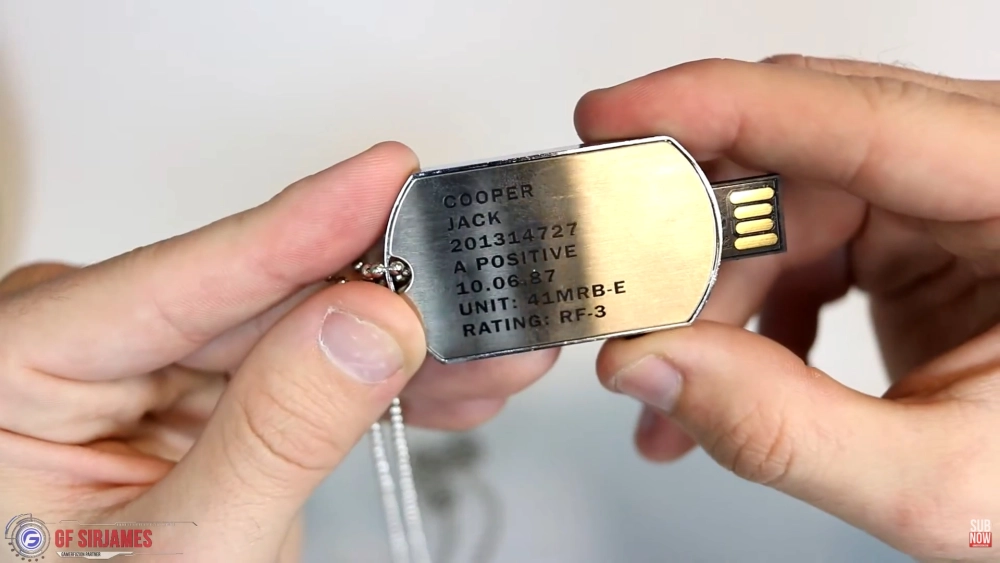 COOPER
JACK
201314727
A POSITIVE
10.06.87
UNIT: 41MRB-E
RATING: RF-3
GF SIRJAMES
SUB
NOW